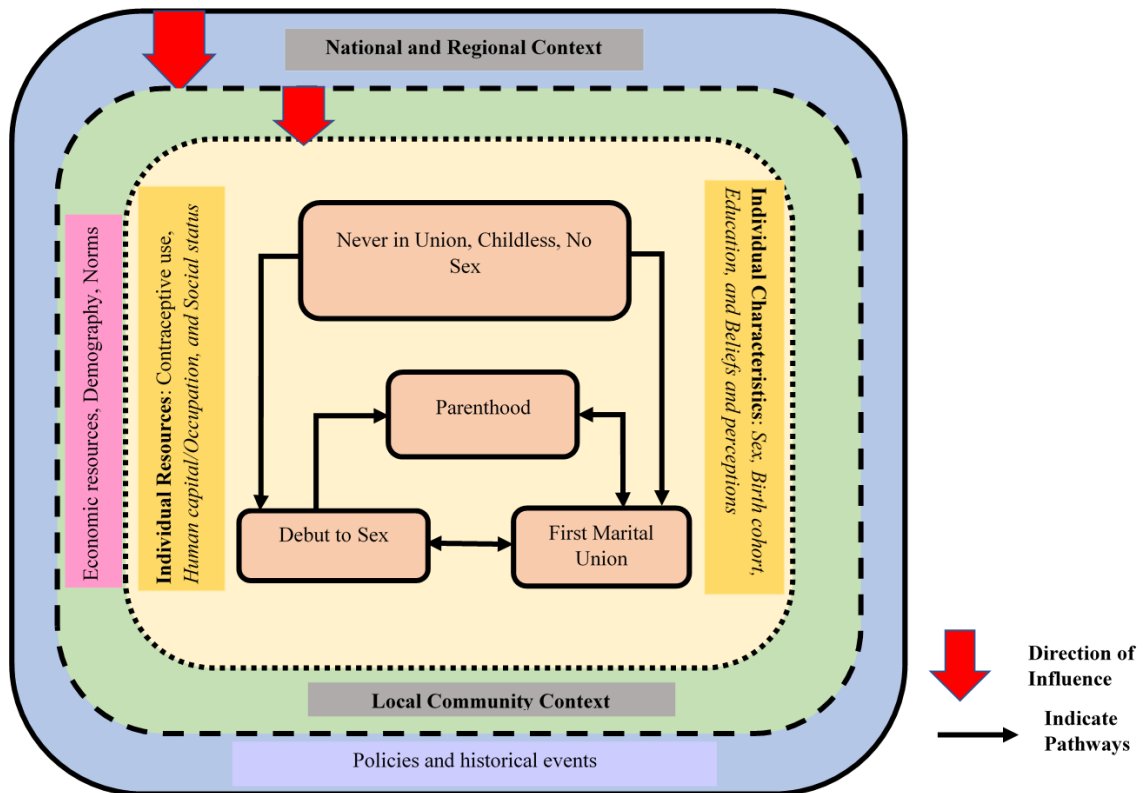 National and Regional Context
Economic resources, Demography, Norms
Individual Resources: Contraceptive use,
Human capital/Occupation, and Social status
Never in Union, Childless, No
Sex
Parenthood
Debut to Sex
First Marital
Union
Individual Characteristics: Sex, Birth cohort,
Education, and Beliefs and perceptions
Local Community Context
Policies and historical events
Direction of
Influence
Indicate
Pathways